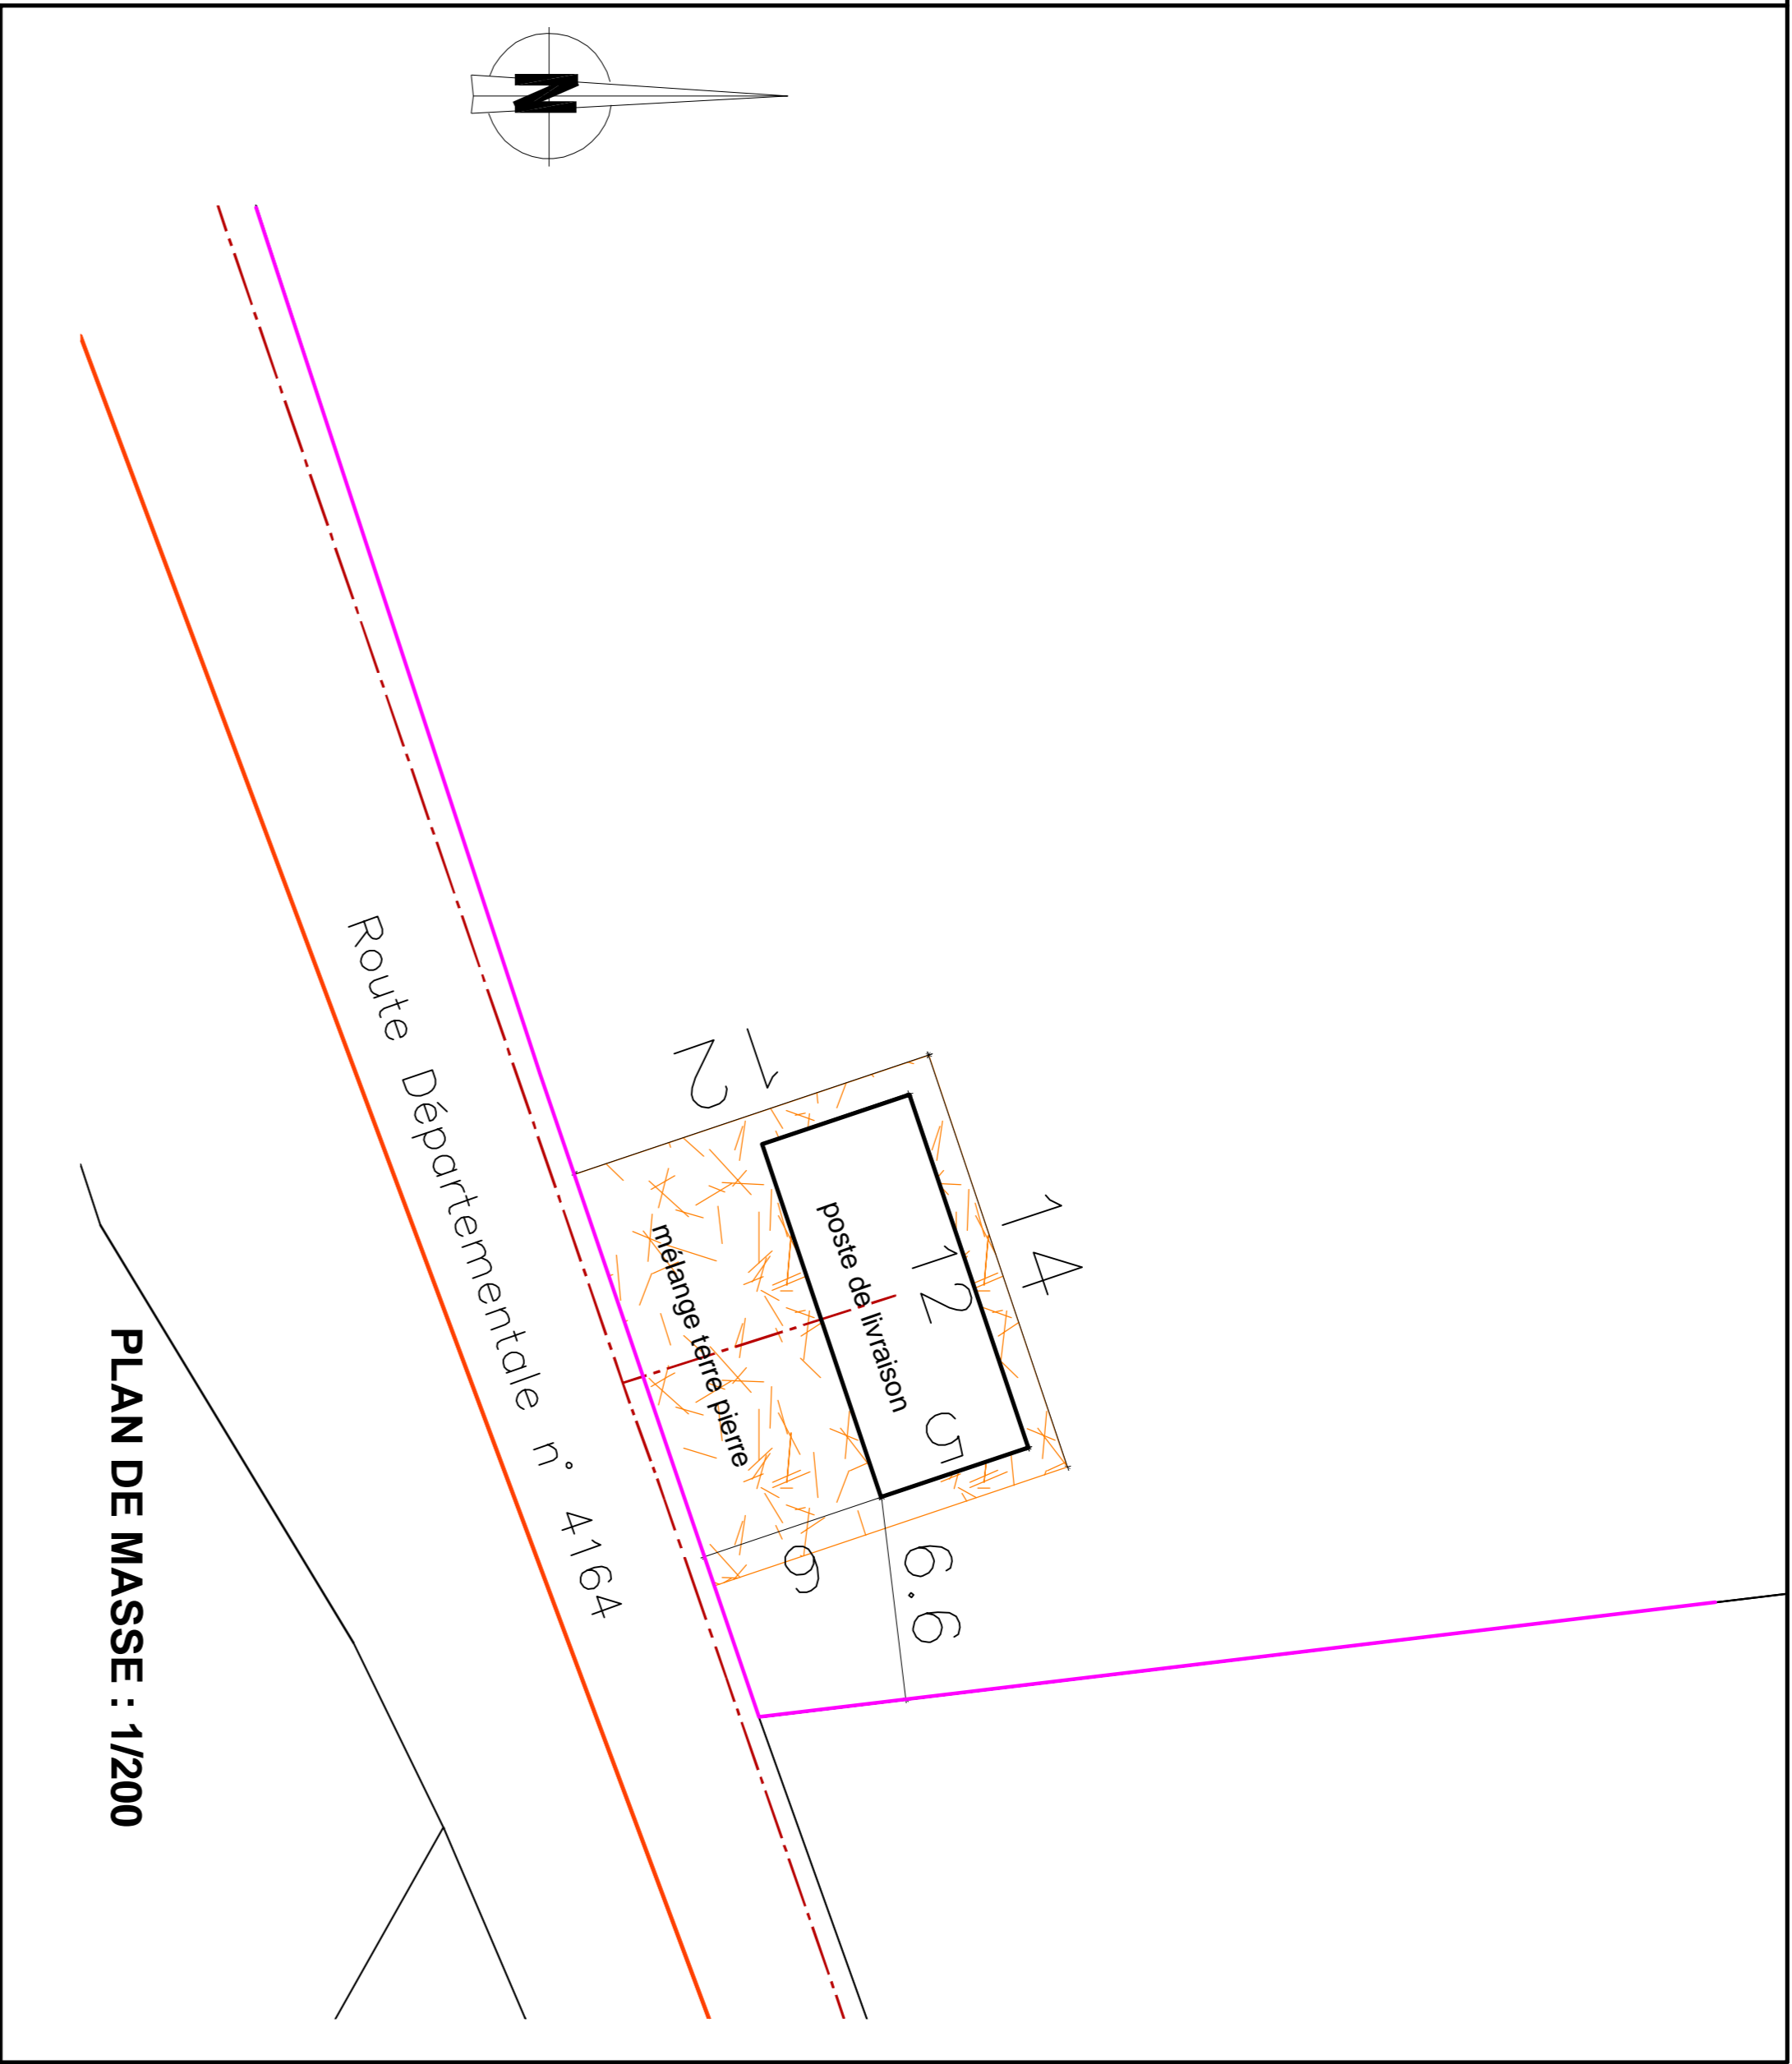 N
12
14
12
poste de livraison
5
mélange terre pierre
6.6
6
Route Départementale n° 4164
PLAN DE MASSE : 1/200